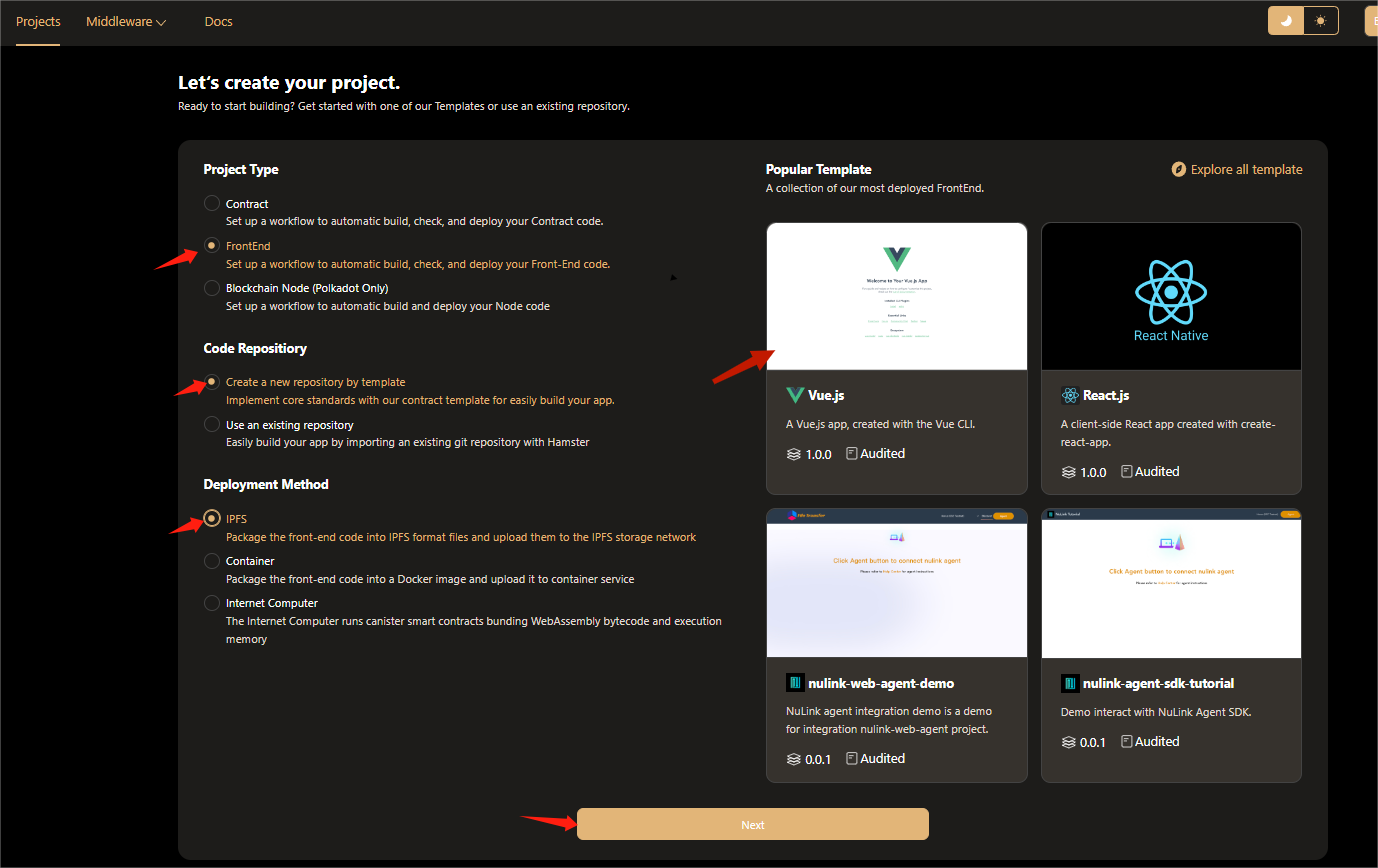 Projects
Middleware
Docs
Let's create your project.
Ready to start building? Get started with one of our Templates or use an existing repository.
Project Type
Contract
Set up a workflow to automatic build, check, and deploy your Contract code.
FrontEnd
Set up a workflow to automatic build, check, and deploy your Front-End code.
Blockchain Node (Polkadot Only)
Set up a workflow to automatic build and deploy your Node code
Code Repositiory
Create a new repository by template
Implement core standards with our contract template for easily build your app.
Use an existing repository
Easily build your app by importing an existing git repository with Hamster
Deployment Method
IPFS
Package the front-end code into IPFS format files and upload them to the IPFS storage network
Container
Package the front-end code into a Docker image and upload it to container service
Internet Computer
The Internet Computer runs canister smart contracts bunding WebAssembly bytecode and execution
memory
Popular Template
Explore all template
A collection of our most deployed FrontEnd.
Welcome to Your Vue.js App
Vue.js
A Vue.js app, created with the Vue CLI.
1.0.0 Audited
React Native
React.js
A client-side React app created with create-
react-app.
1.0.0 Audited
Click Agent button to connect nulink agent
nulink-web-agent-demo
NuLink agent integration demo is a demo
for integration nulink-web-agent project.
0.0.1 Audited
NuLink Tutorial
Click Agent button to connect nulink agent
nulink-agent-sdk-tutorial
Demo interact with NuLink Agent SDK.
0.0.1 Audited
Next